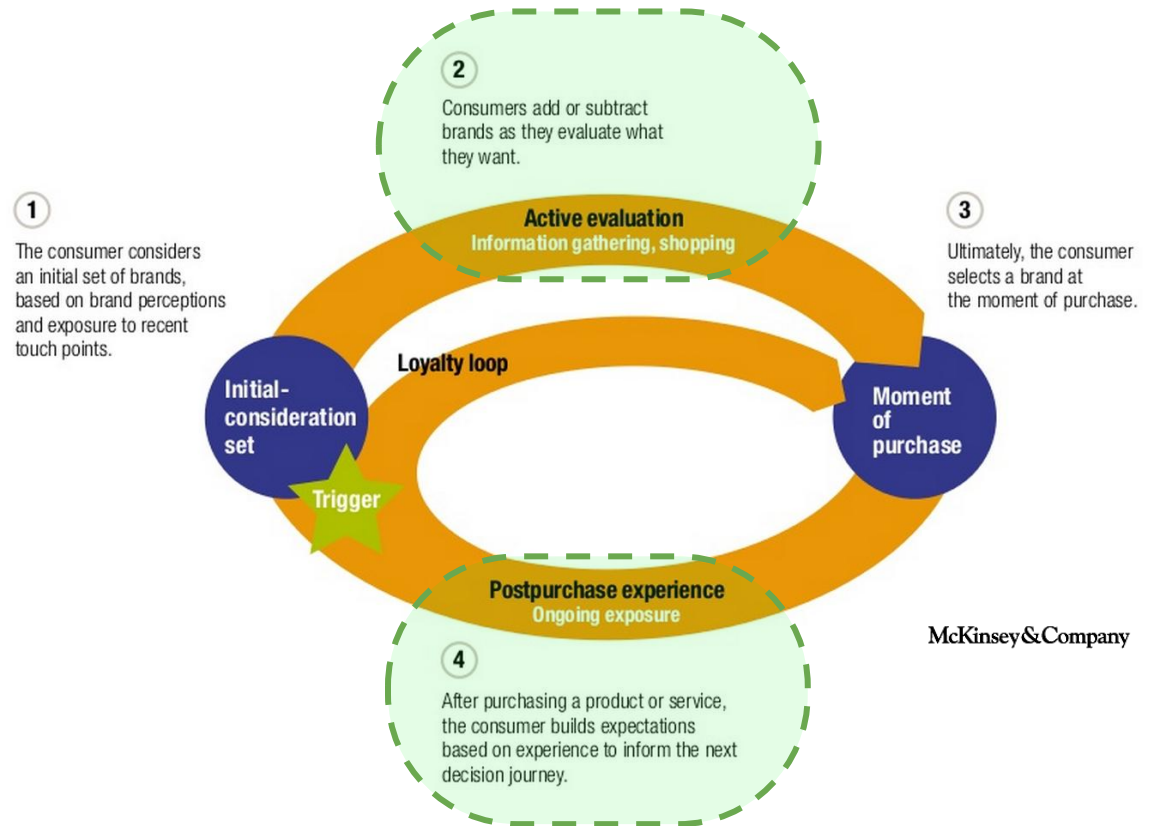 2
Consumers add or subtract
brands as they evaluate what
they want.
1
The consumer considers
an initial set of brands,
based on brand perceptions
and exposure to recent
touch points.
Active evaluation
Information gathering, shopping
3
Ultimately, the consumer
selects a brand at
the moment of purchase.
Loyalty loop
Initial-
consideration
set
Trigger
Moment
of
purchase
Postpurchase experience
Ongoing exposure
4
After purchasing a product or service,
the consumer builds expectations
based on experience to inform the next
decision journey.
McKinsey&Company